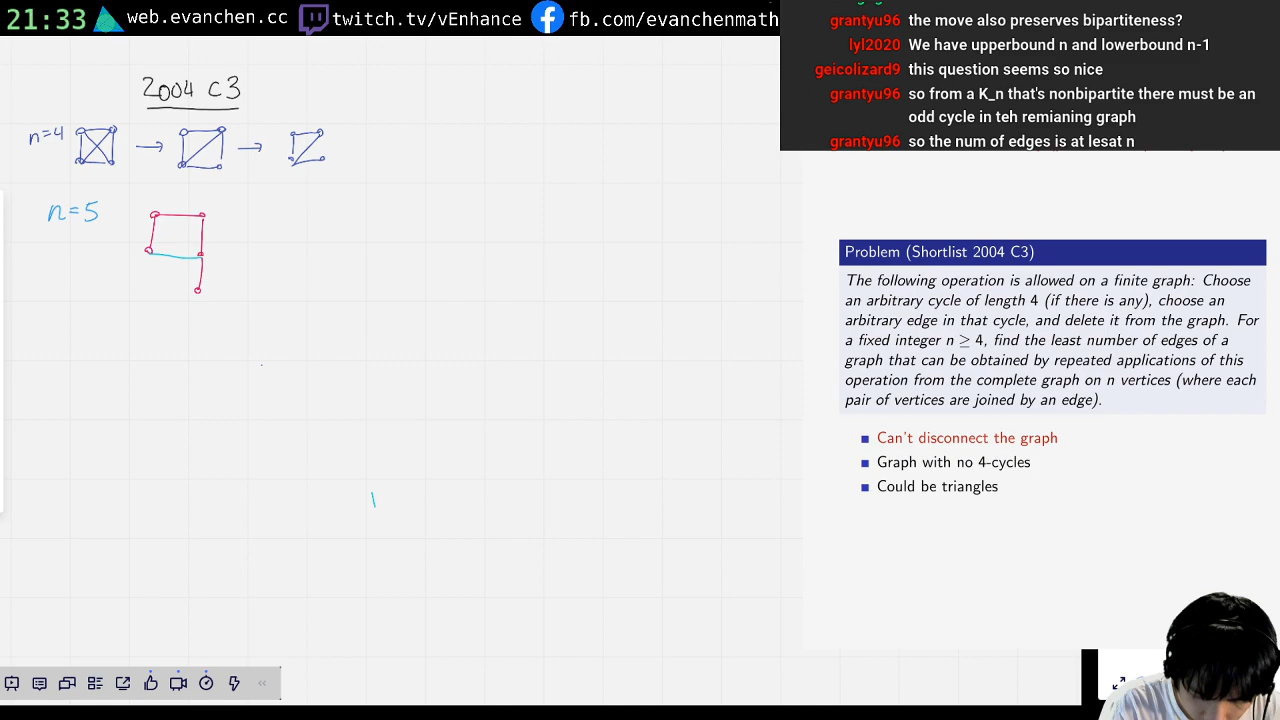 21:33 web.evanchen.cc twitch.tv/vEnhance fb.com/evanchenmath
grantyu96 the move also preserves bipartiteness?
lyl2020 We have upperbound n and lowerbound n-1
geicolizard9 this question seems so nice
grantyu96 so from a K_n that's nonbipartite there must be an
odd cycle in teh remianing graph
grantyu96 so the num of edges is at lesat n
2004 C3
n=4
n=5
Problem (Shortlist 2004 C3)
The following operation is allowed on a finite graph: Choose
an arbitrary cycle of length 4 (if there is any), choose an
arbitrary edge in that cycle, and delete it from the graph. For
a fixed integer n ≥ 4, find the least number of edges of a
graph that can be obtained by repeated applications of this
operation from the complete graph on n vertices (where each
pair of vertices are joined by an edge).
Can't disconnect the graph
Graph with no 4-cycles
Could be triangles